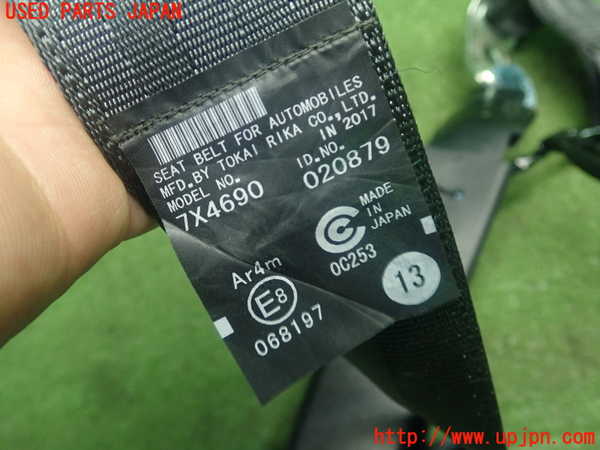 USED PARTS JAPAN
SEAT BELT FOR AUTOMOBILES
MFD. BY TOKAI RIKA CO., LTD.
IN 2017
MODEL NO.
ID.NO.
7X4690
020879
MADE
IN
JAPAN
C
0C253
Ar4m
E8
068197
13
http://www.upjpn.com